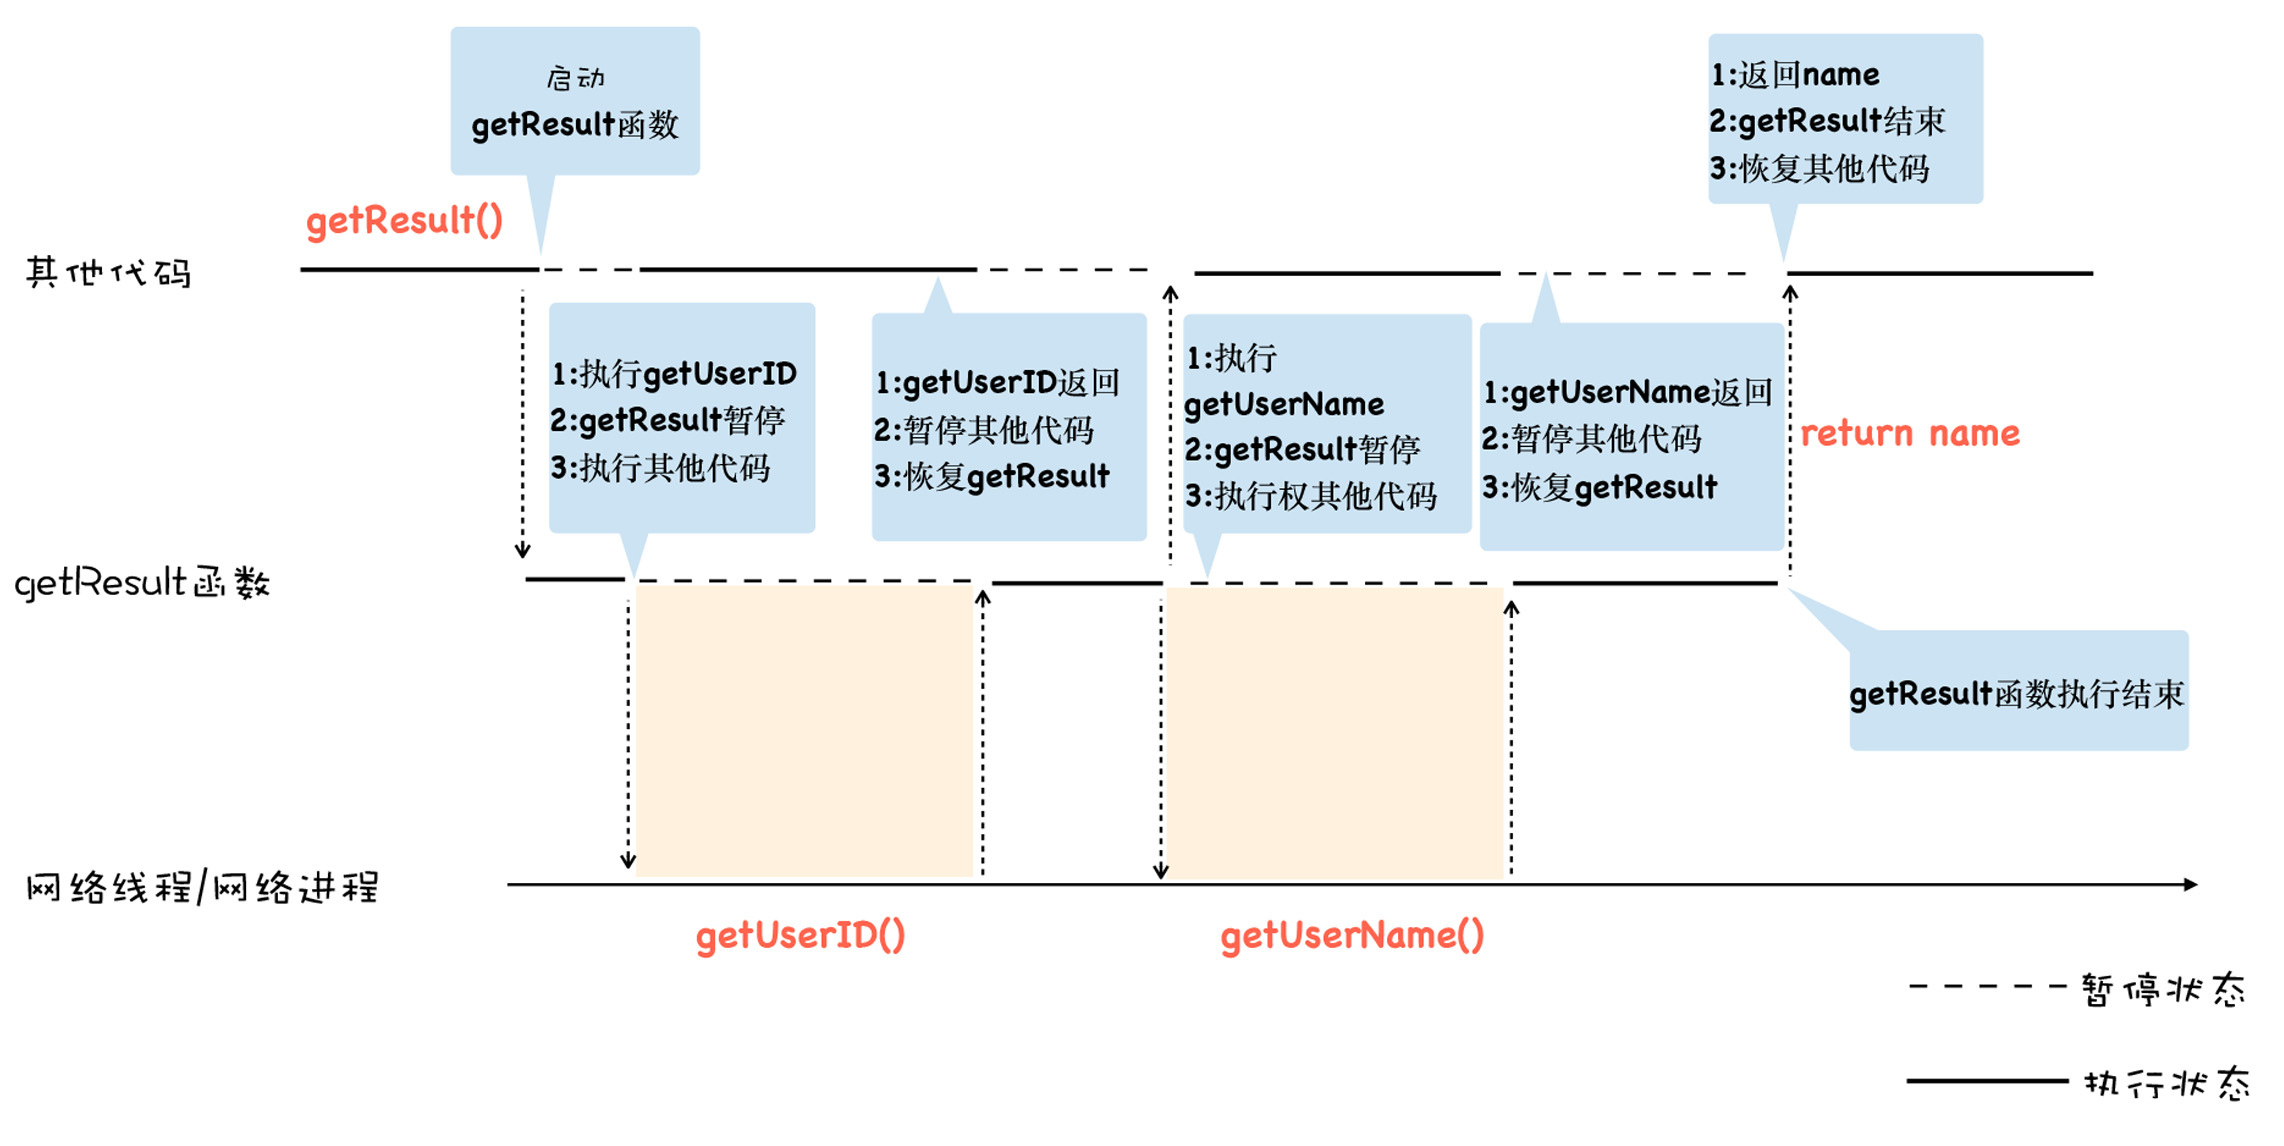 启动
getResult函数
1:返回name
2:getResult结束
3:恢复其他代码
getResult()
其他代码
1:执行getUserID
2:getResult暂停
3:执行其他代码
1:getUserID返回
2:暂停其他代码
3:恢复getResult
1:执行
getUserName
2:getResult暂停
3:执行权其他代码
1:getUserName返回
2:暂停其他代码
3:恢复getResult
return name
getResult函数
getResult函数执行结束
网络线程/网络进程
getUserID()
getUserName()
暂停状态
执行状态